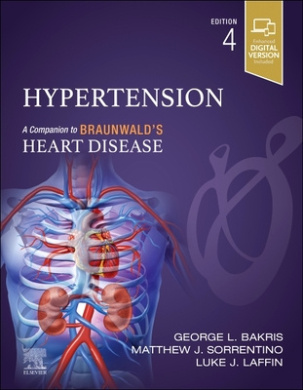 EDITION
4
Enhanced
DIGITAL
VERSION
Included
HYPERTENSION
A Companion to BRAUNWALD'S
HEART DISEASE
GEORGE L. BAKRIS
MATTHEW J. SORRENTINO
LUKE J. LAFFIN
ELSEVIER